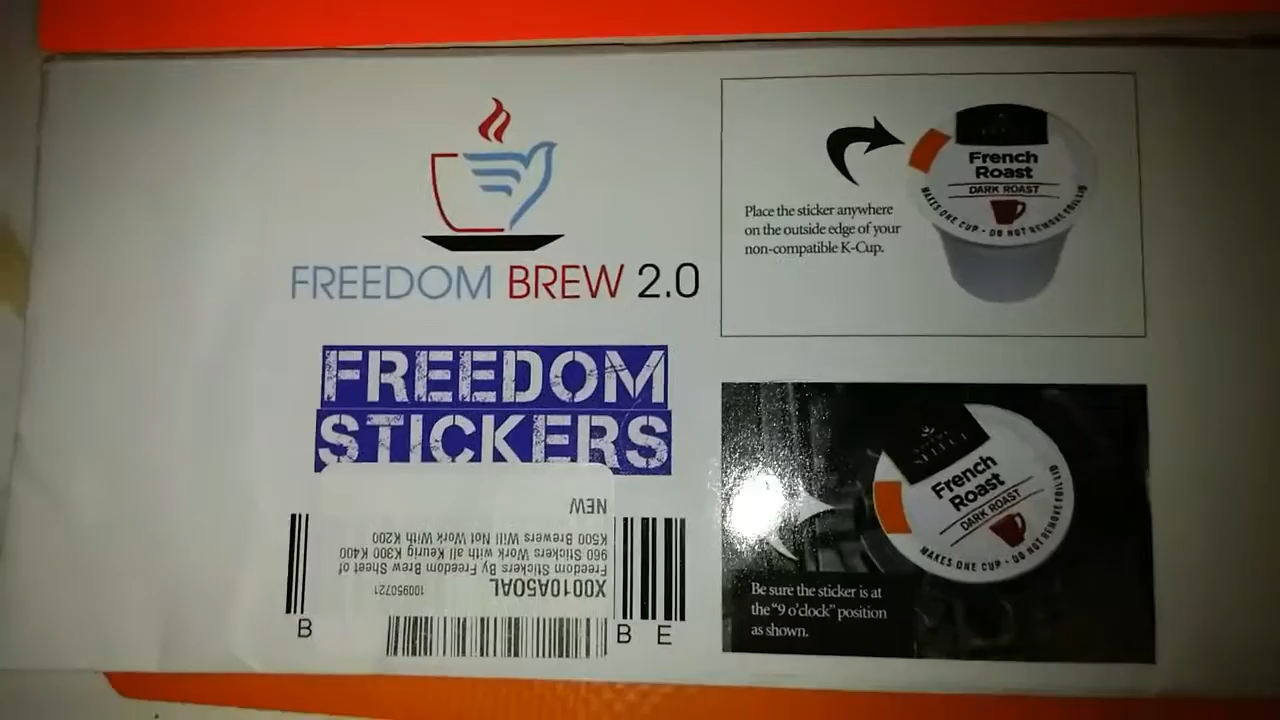 FREEDOM BREW 2.0
FREEDOM
STICKERS
NEW
K500 Brewers Will Not Work With K200
960 Stickers Work with all Keurig K300 K400
Freedom Stickers By Freedom Brew Sheet of
X0010A5OAL
100950721
B
B E
Place the sticker anywhere
on the outside edge of your
non-compatible K-Cup.
French
Roast
DARK ROAST
MAKES ONE CUP • DO NOT REMOVE FOIL LID
SELECT
French
Roast
DARK ROAST
MAKES ONE CUP • DO NOT REMOVE FOIL LID
Be sure the sticker is at
the "9 o'clock" position
as shown.